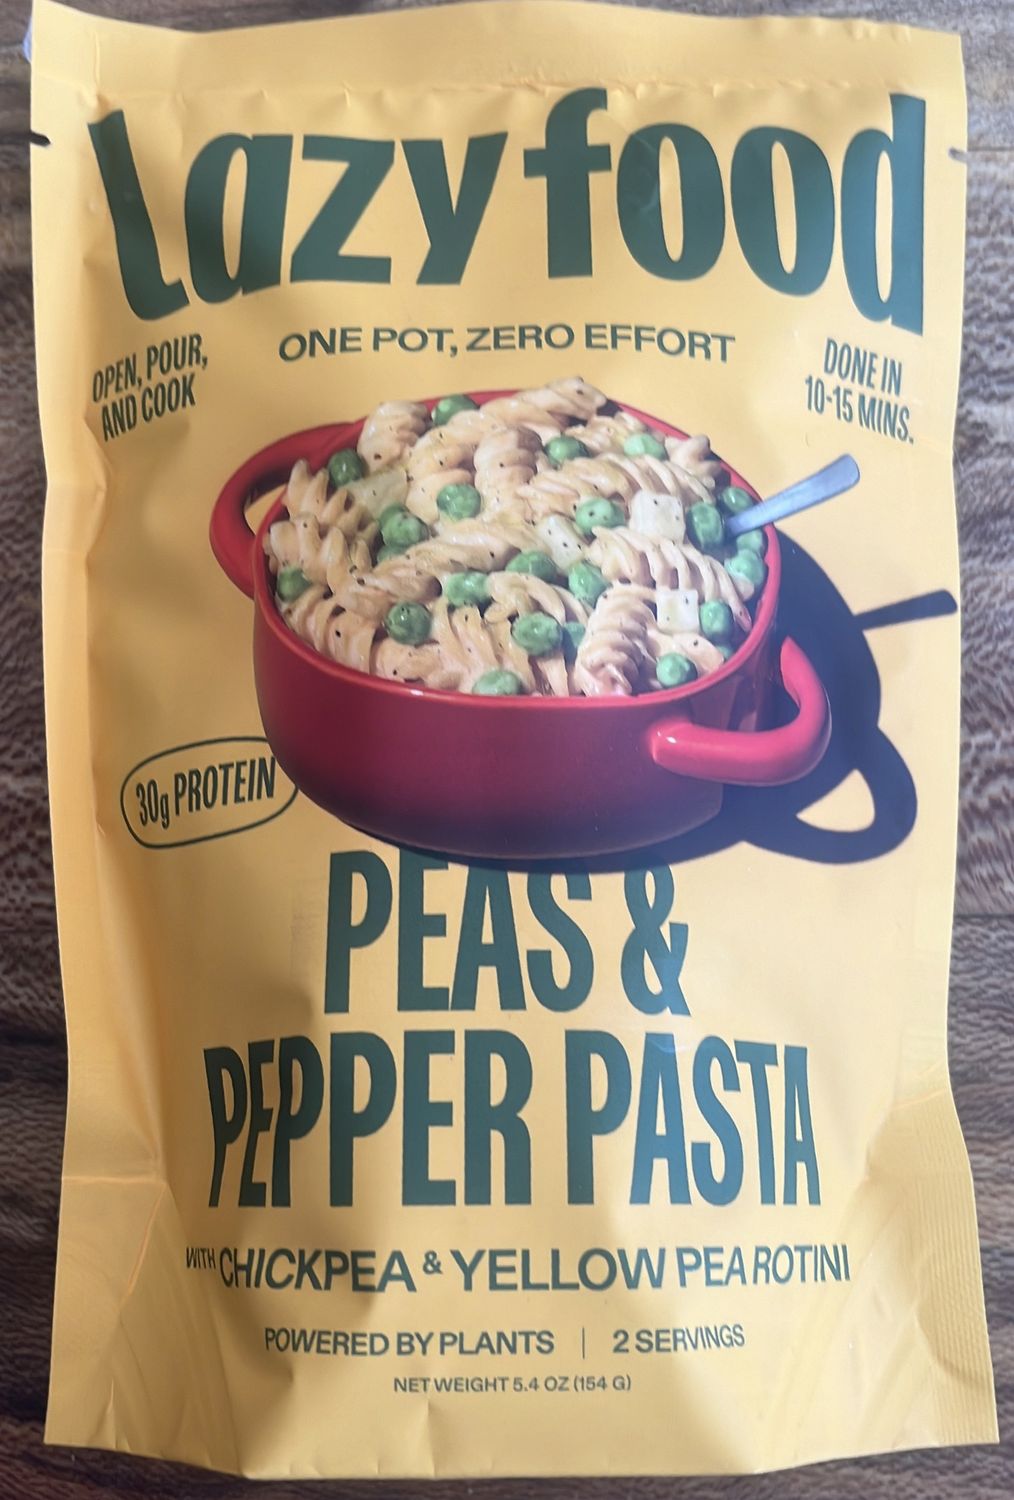 Lazy food
ONE POT, ZERO EFFORT
OPEN, POUR,
AND COOK
DONE IN
10-15 MINS.
30g PROTEIN
PEAS &
PEPPER PASTA
WITH CHICKPEA & YELLOW PEA ROTINI
POWERED BY PLANTS | 2 SERVINGS
NET WEIGHT 5.4 OZ (154 G)